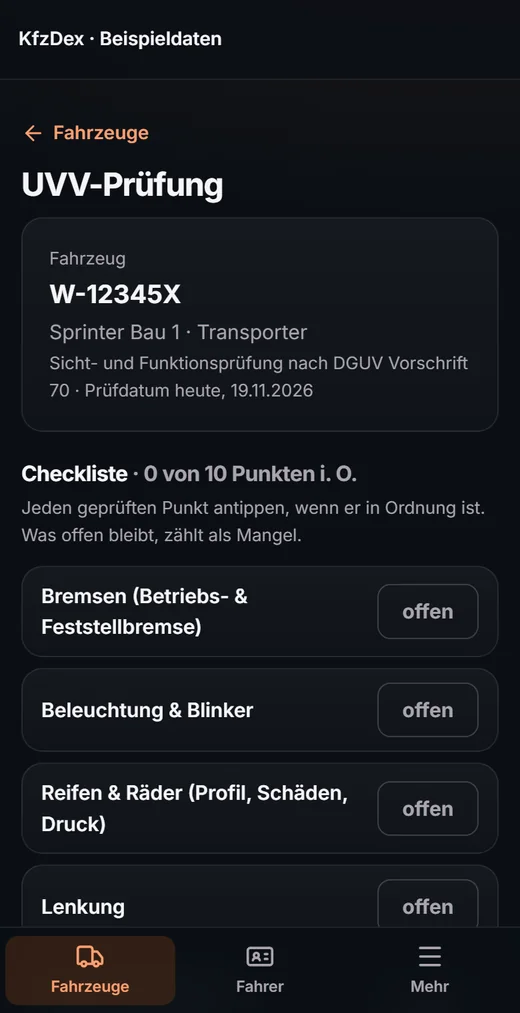 KfzDex · Beispieldaten
← Fahrzeuge
UVV-Prüfung
Fahrzeug
W-12345X
Sprinter Bau 1 · Transporter
Sicht- und Funktionsprüfung nach DGUV Vorschrift
70 · Prüfdatum heute, 19.11.2026
Checkliste · 0 von 10 Punkten i. O.
Jeden geprüften Punkt antippen, wenn er in Ordnung ist.
Was offen bleibt, zählt als Mangel.
Bremsen (Betriebs- &
Feststellbremse)
offen
Beleuchtung & Blinker
offen
Reifen & Räder (Profil, Schäden,
Druck)
offen
Lenkung
offen
Fahrzeuge
Fahrer
Mehr